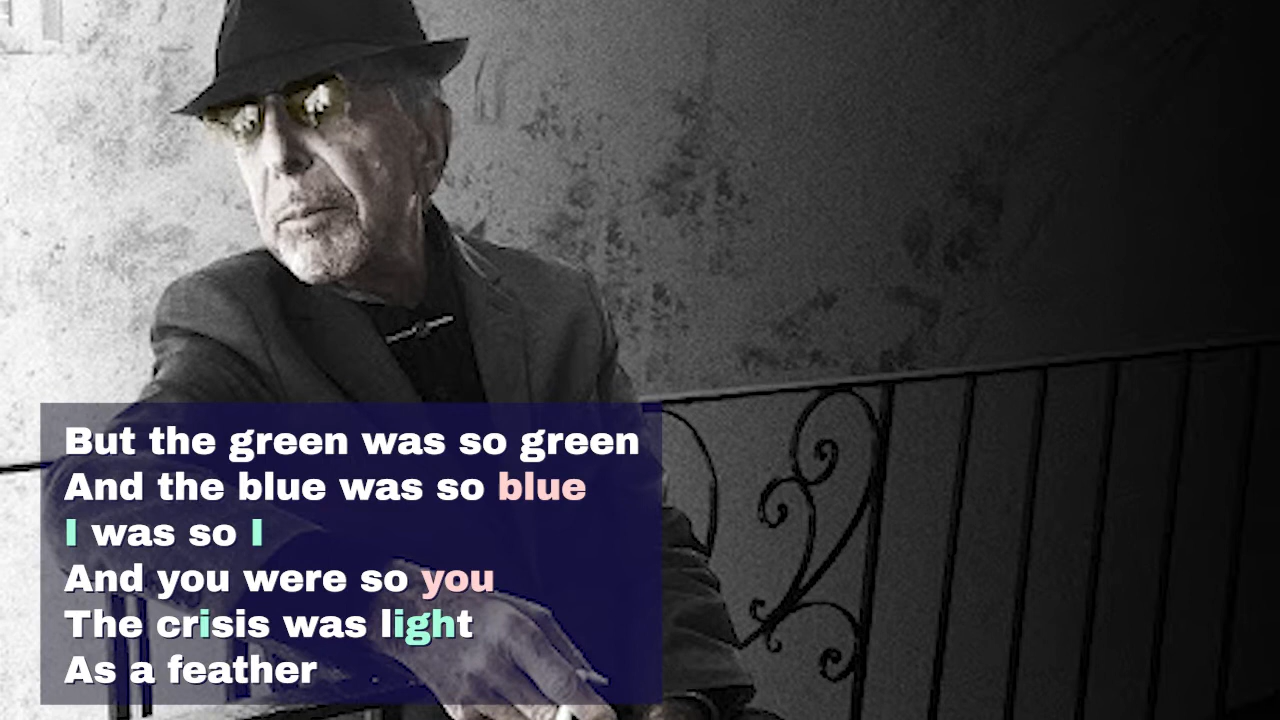 But the green was so green
And the blue was so blue
I was so I
And you were so you
The crisis was light
As a feather